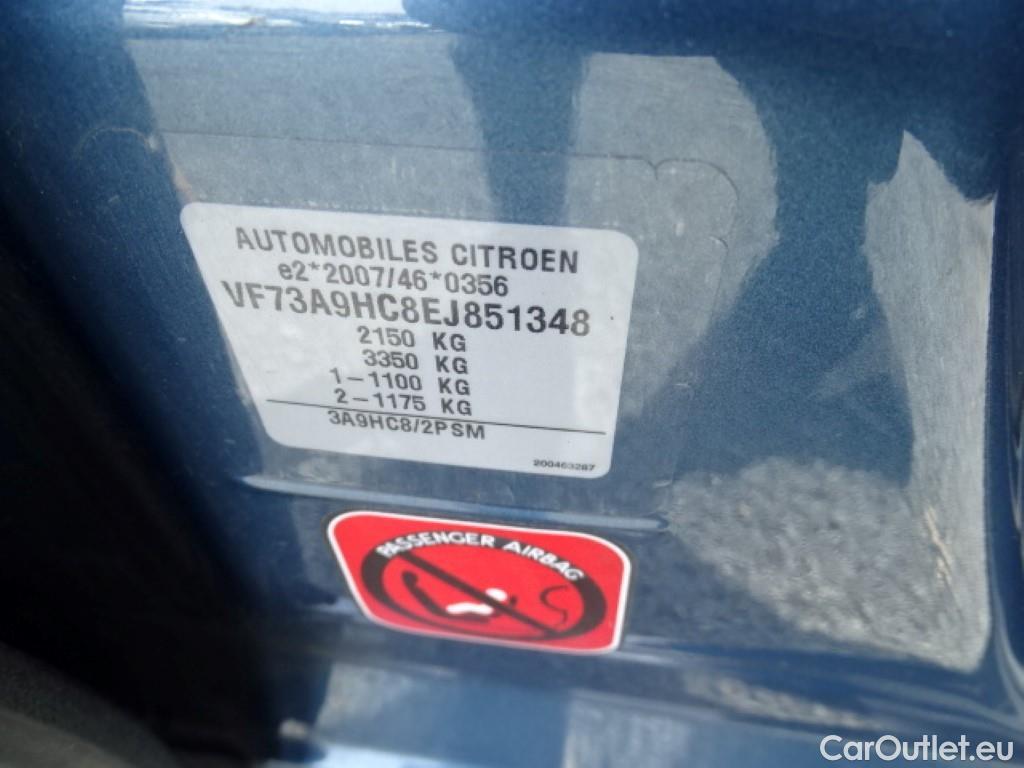 AUTOMOBILES CITROEN
e2*2007/46*0356
VF73A9HC8EJ851348
2150 KG
3350 KG
1-1100 KG
2-1175 KG
3A9HC8/2PSM
200463287
PASSENGER AIRBAG
CarOutlet.eu